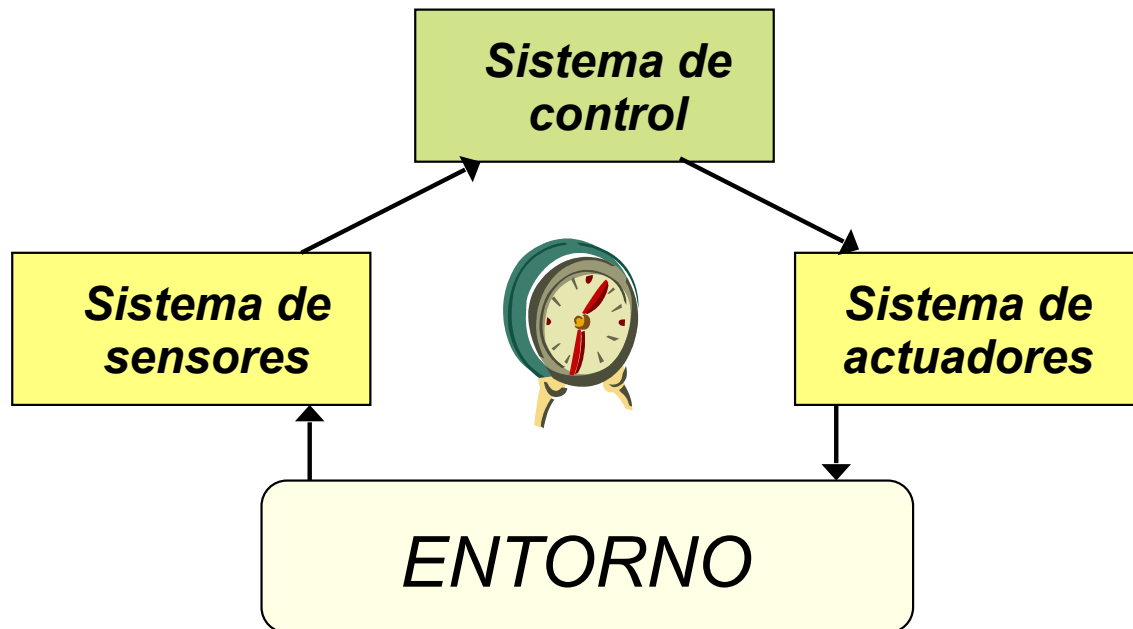 Sistema de
control
Sistema de
sensores
Sistema de
actuadores
ENTORNO